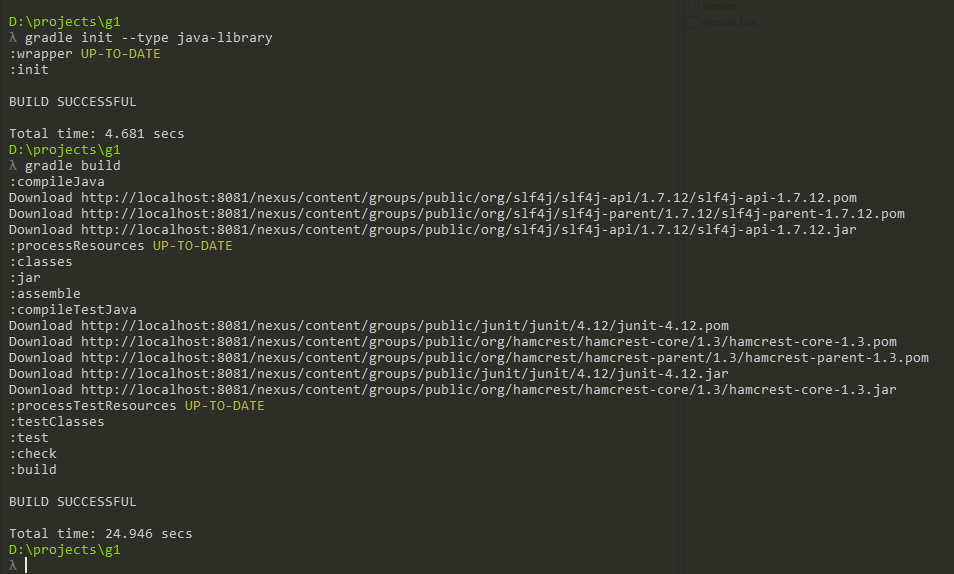 D:\projects\g1
λ gradle init --type java-library
:wrapper UP-TO-DATE
:init
BUILD SUCCESSFUL
Total time: 4.681 secs
D:\projects\g1
λ gradle build
:compileJava
Download http://localhost:8081/nexus/content/groups/public/org/slf4j/slf4j-api/1.7.12/slf4j-api-1.7.12.pom
Download http://localhost:8081/nexus/content/groups/public/org/slf4j/slf4j-parent/1.7.12/slf4j-parent-1.7.12.pom
Download http://localhost:8081/nexus/content/groups/public/org/slf4j/slf4j-api/1.7.12/slf4j-api-1.7.12.jar
:processResources UP-TO-DATE
:classes
:jar
:assemble
:compileTestJava
Download http://localhost:8081/nexus/content/groups/public/junit/junit/4.12/junit-4.12.pom
Download http://localhost:8081/nexus/content/groups/public/org/hamcrest/hamcrest-core/1.3/hamcrest-core-1.3.pom
Download http://localhost:8081/nexus/content/groups/public/org/hamcrest/hamcrest-parent/1.3/hamcrest-parent-1.3.pom
Download http://localhost:8081/nexus/content/groups/public/junit/junit/4.12/junit-4.12.jar
Download http://localhost:8081/nexus/content/groups/public/org/hamcrest/hamcrest-core/1.3/hamcrest-core-1.3.jar
:processTestResources UP-TO-DATE
:testClasses
:test
:check
:build
BUILD SUCCESSFUL
Total time: 24.946 secs
D:\projects\g1
λ